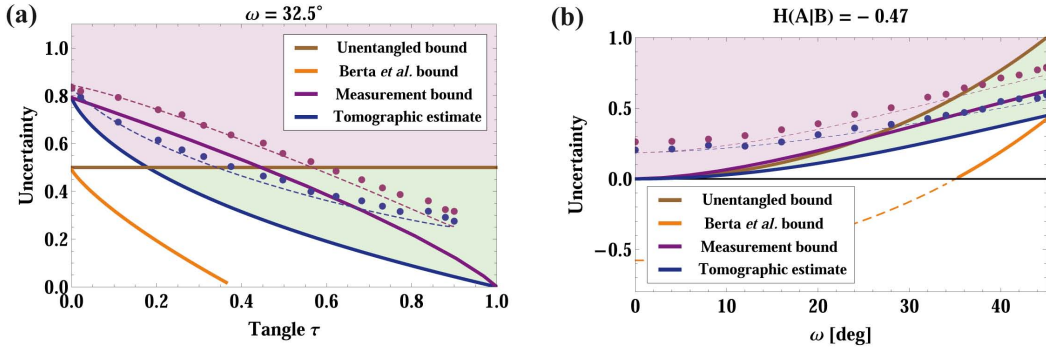 (a)
ω = 32.5°
Uncertainty
1.0
0.8
0.6
0.4
0.2
0.0
Unentangled bound
Berta et al. bound
Measurement bound
Tomographic estimate
0.0 0.2 0.4 0.6 0.8 1.0
Tangle τ
(b)
H(A|B) = − 0.47
Uncertainty
1.0
0.5
0.0
−0.5
Unentangled bound
Berta et al. bound
Measurement bound
Tomographic estimate
0 10 20 30 40
ω [deg]